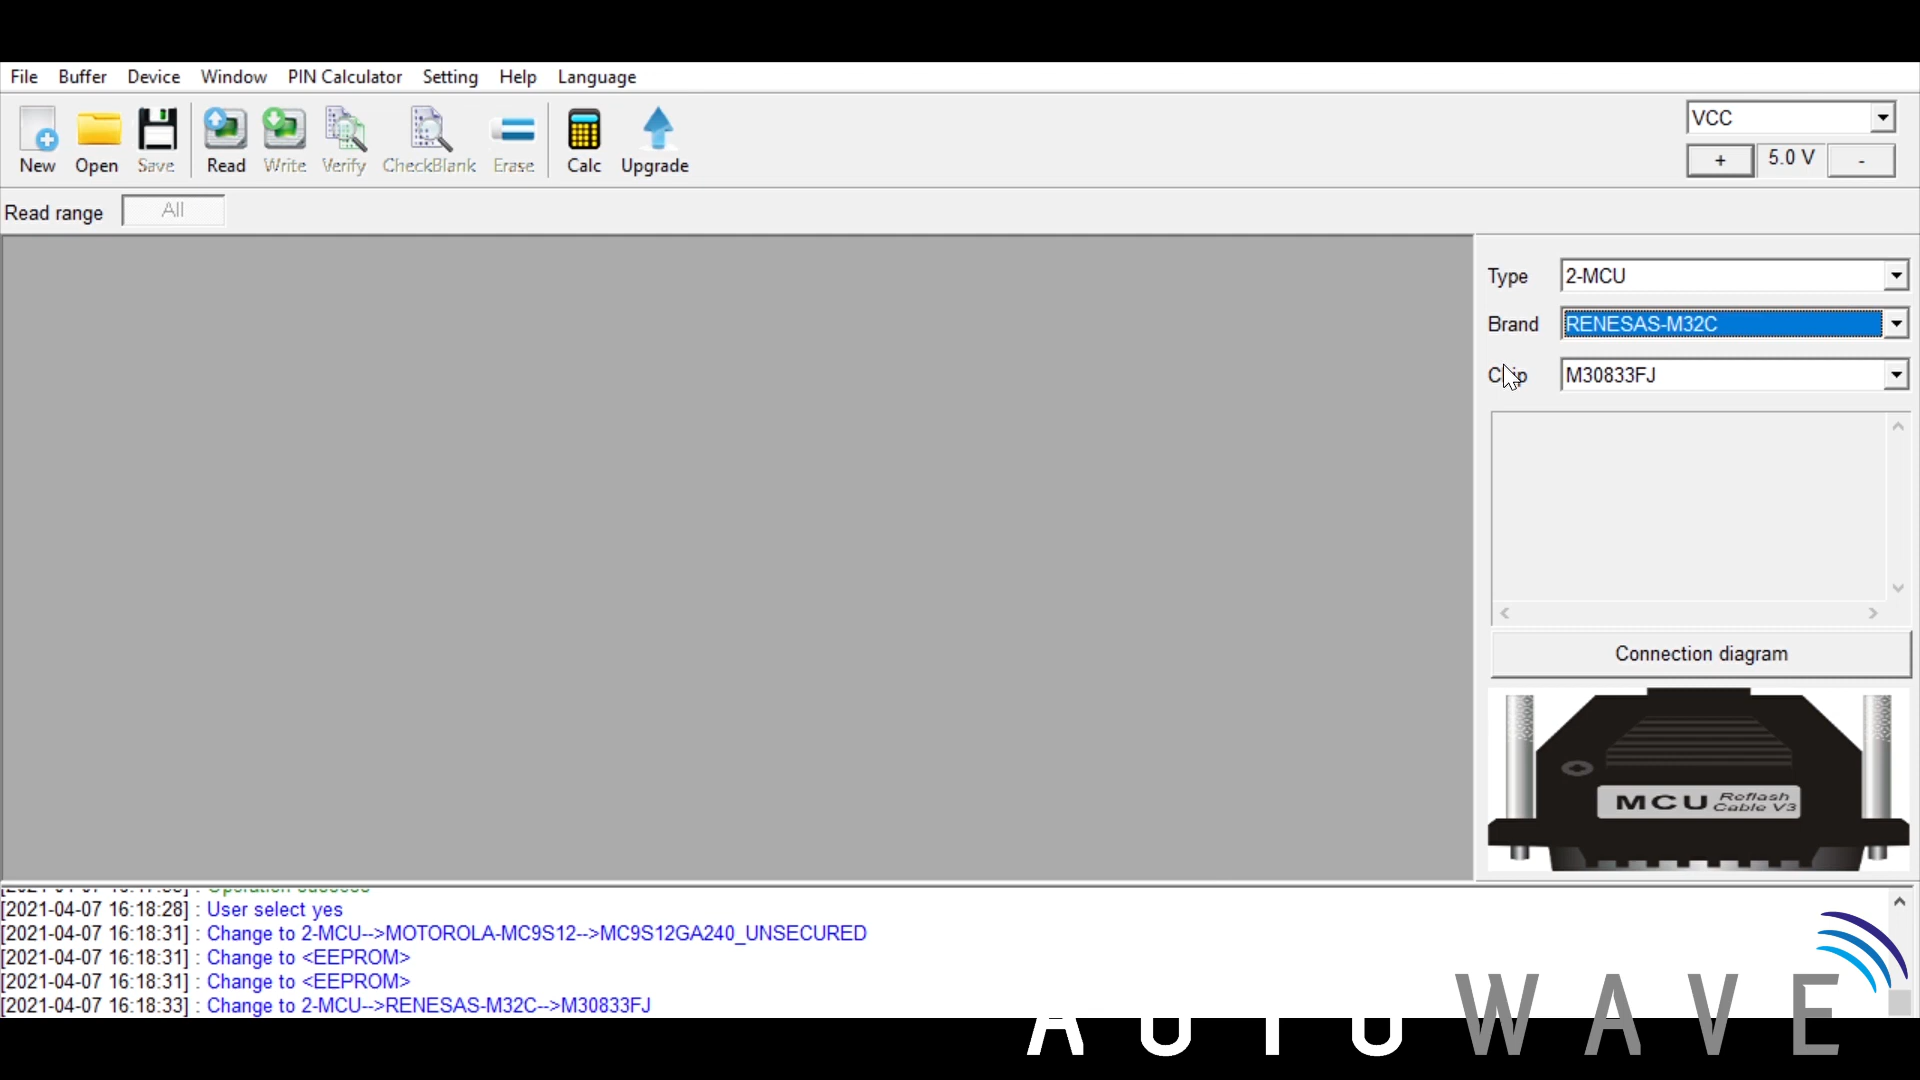 File Buffer Device Window PIN Calculator Setting Help Language
New Open Save Read Write Verify CheckBlank Erase Calc Upgrade
VCC
+ 5.0 V -
Read range All
Type 2-MCU
Brand RENESAS-M32C
Chip M30833FJ
Connection diagram
MCU Reflash
Cable V3
[2021-04-07 16:18:28] : User select yes
[2021-04-07 16:18:31] : Change to 2-MCU-->MOTOROLA-MC9S12-->MC9S12GA240_UNSECURED
[2021-04-07 16:18:31] : Change to <EEPROM>
[2021-04-07 16:18:31] : Change to <EEPROM>
[2021-04-07 16:18:33] : Change to 2-MCU-->RENESAS-M32C-->M30833FJ
AUTOWAVE